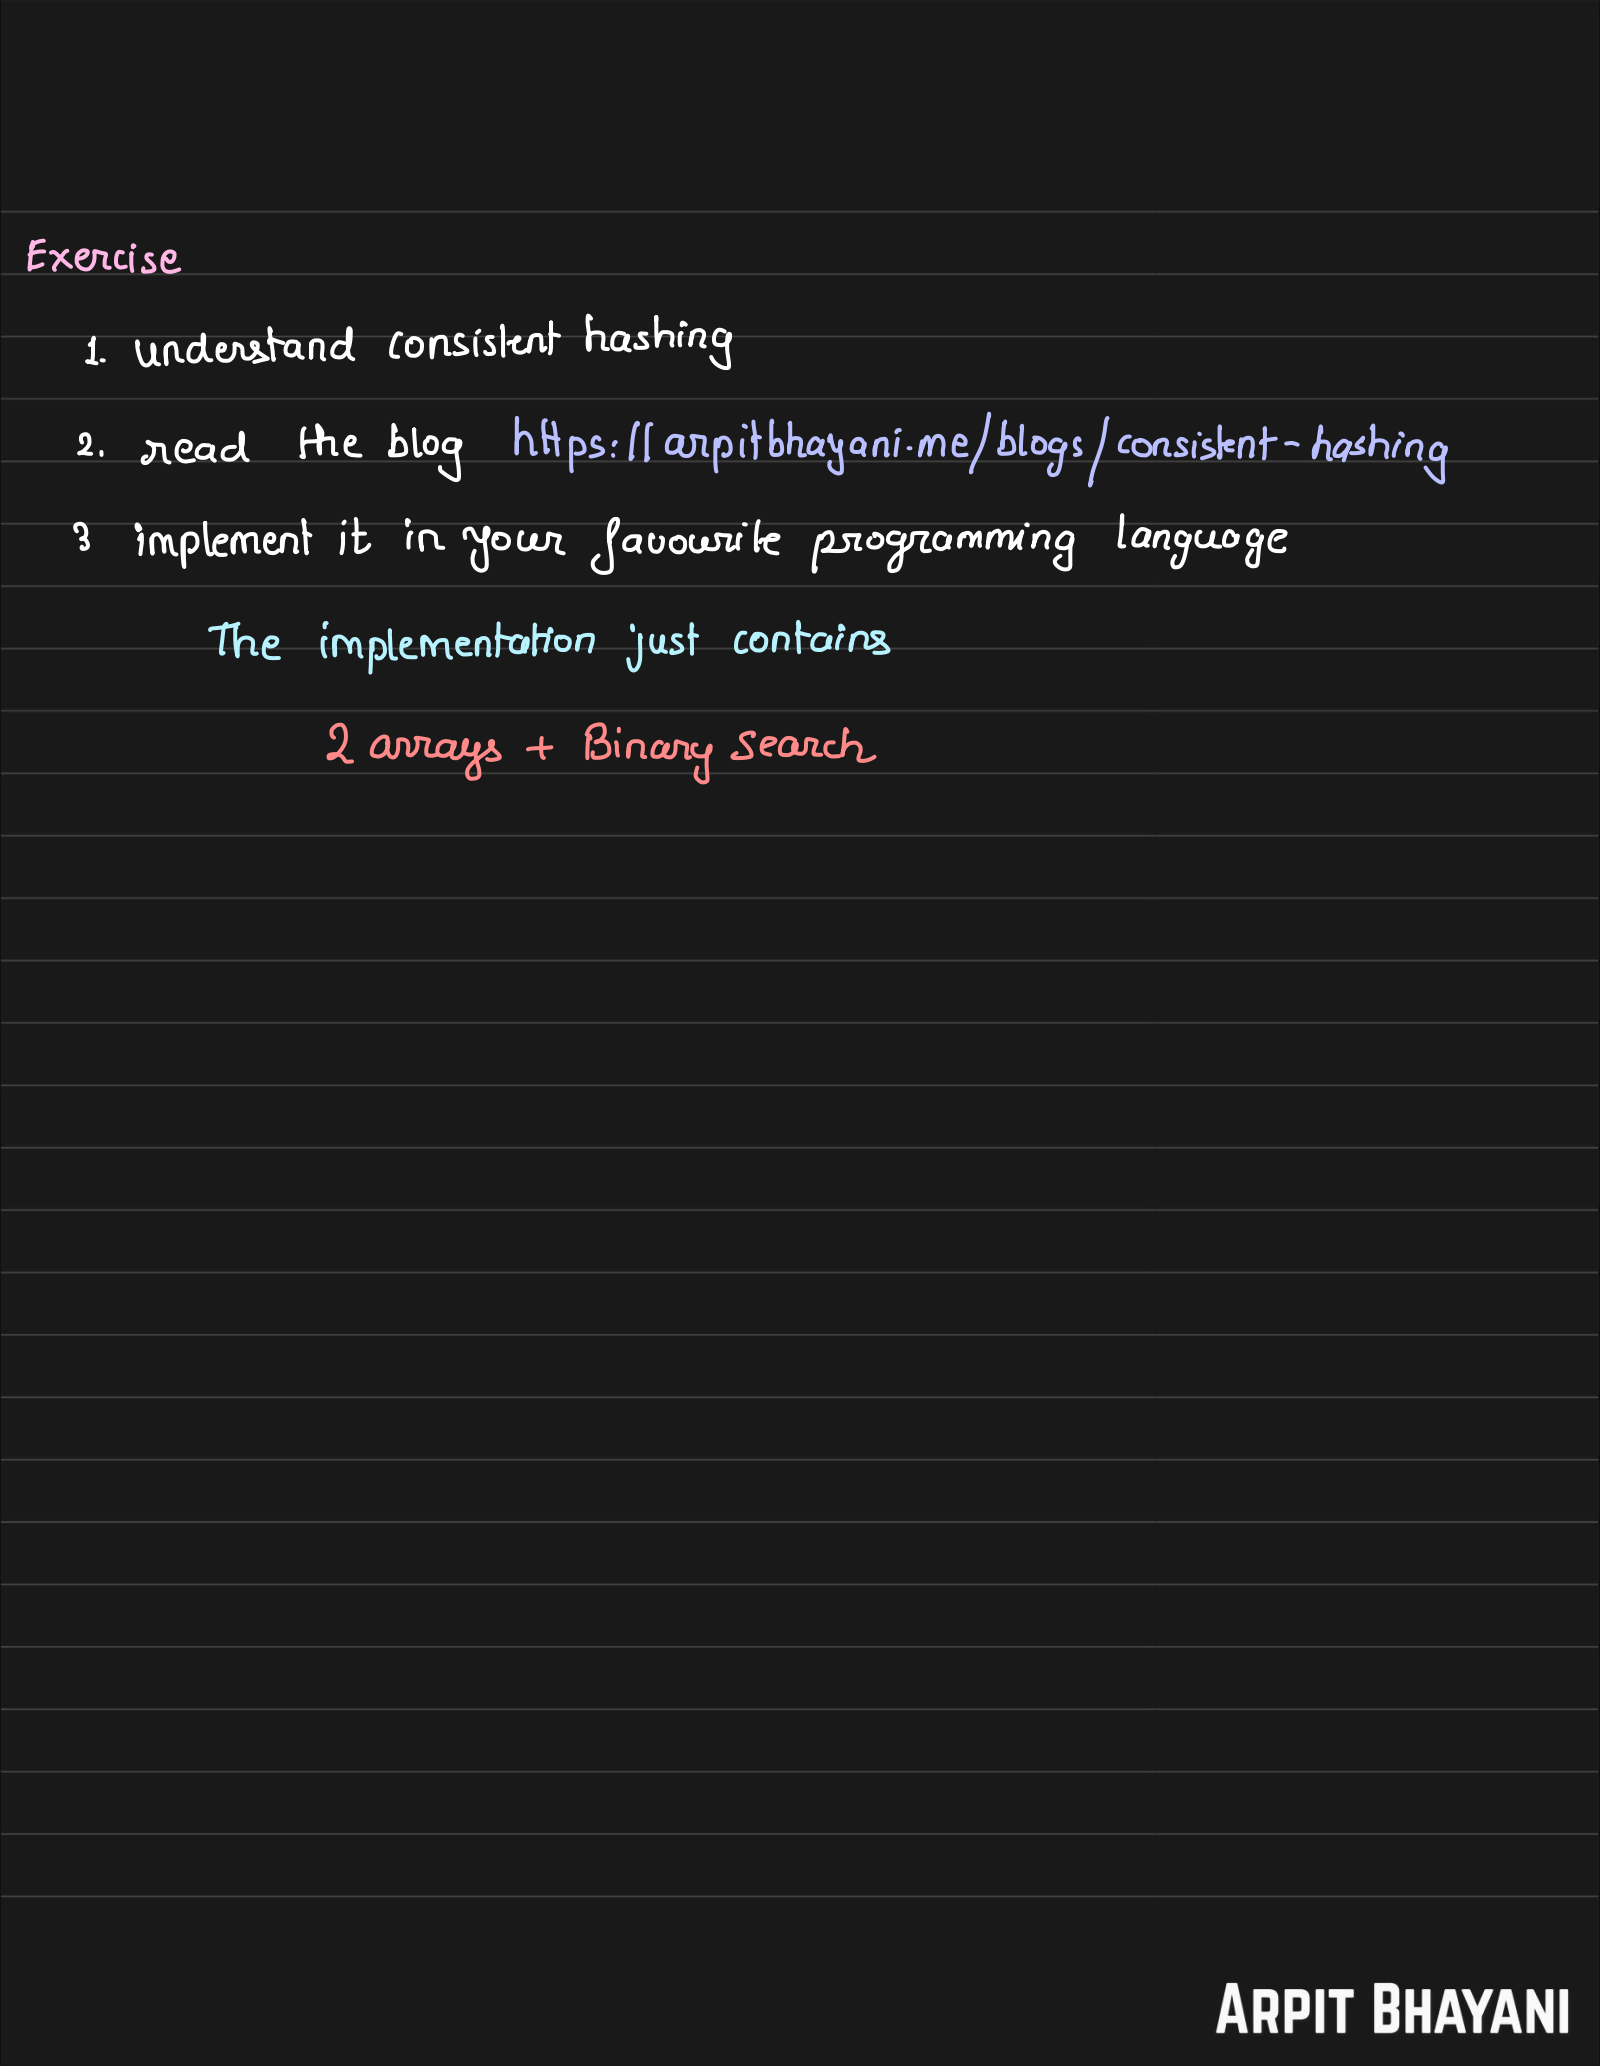 Exercise
1. understand consistent hashing
2. read the blog https://arpitbhayani.me/blogs/consistent-hashing
3 implement it in your favourite programming language
The implementation just contains
2 arrays + Binary search
ARPIT BHAYANI